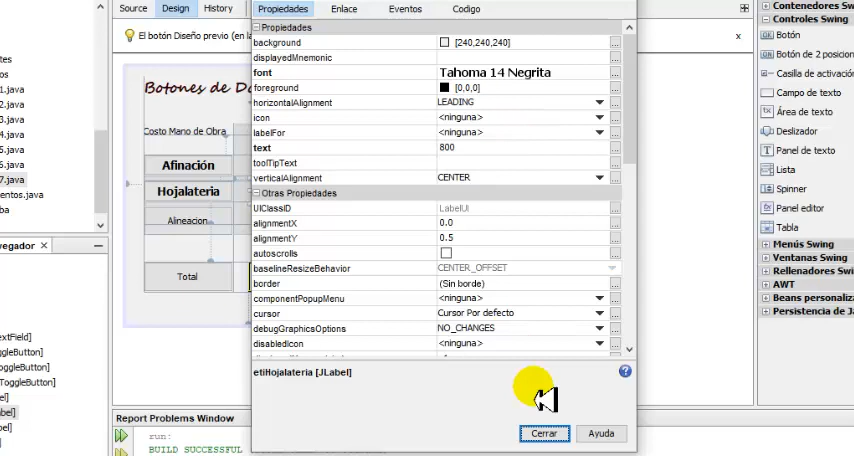 Source Design History
Propiedades Enlace Eventos Codigo
Contenedores Sw
Controles Swing
El botón Diseño previo (en la x
Botón
Botón de 2 posicion
Casilla de activació
Campo de texto
Área de texto
Deslizador
Panel de texto
Lista
Spinner
Panel editor
Tabla
Menús Swing
Ventanas Swing
Rellenadores Swi
AWT
Beans personaliza
Persistencia de Ja
tes
os
1.java
2.java
3.java
4.java
5.java
6.java
7.java
entos.java
ba
vegador x
extField]
ggleButton]
ToggleButton]
ToggleButton]
el]
bel]
]
Botones de Do
Costo Mano de Obra
Afinación
Hojalateria
Alineacion
Total
Propiedades
background [240,240,240]
displayedMnemonic
font Tahoma 14 Negrita
foreground [0,0,0]
horizontalAlignment LEADING
icon <ninguna>
labelFor <ninguna>
text 800
toolTipText
verticalAlignment CENTER
Otras Propiedades
UIClassID LabelUI
alignmentX 0.0
alignmentY 0.5
autoscrolls
baselineResizeBehavior CENTER_OFFSET
border (Sin borde)
componentPopupMenu <ninguna>
cursor Cursor Por defecto
debugGraphicsOptions NO_CHANGES
disabledIcon <ninguna>
etiHojalateria [JLabel]
Cerrar Ayuda
Report Problems Window
run:
BUILD SUCCESSFUL